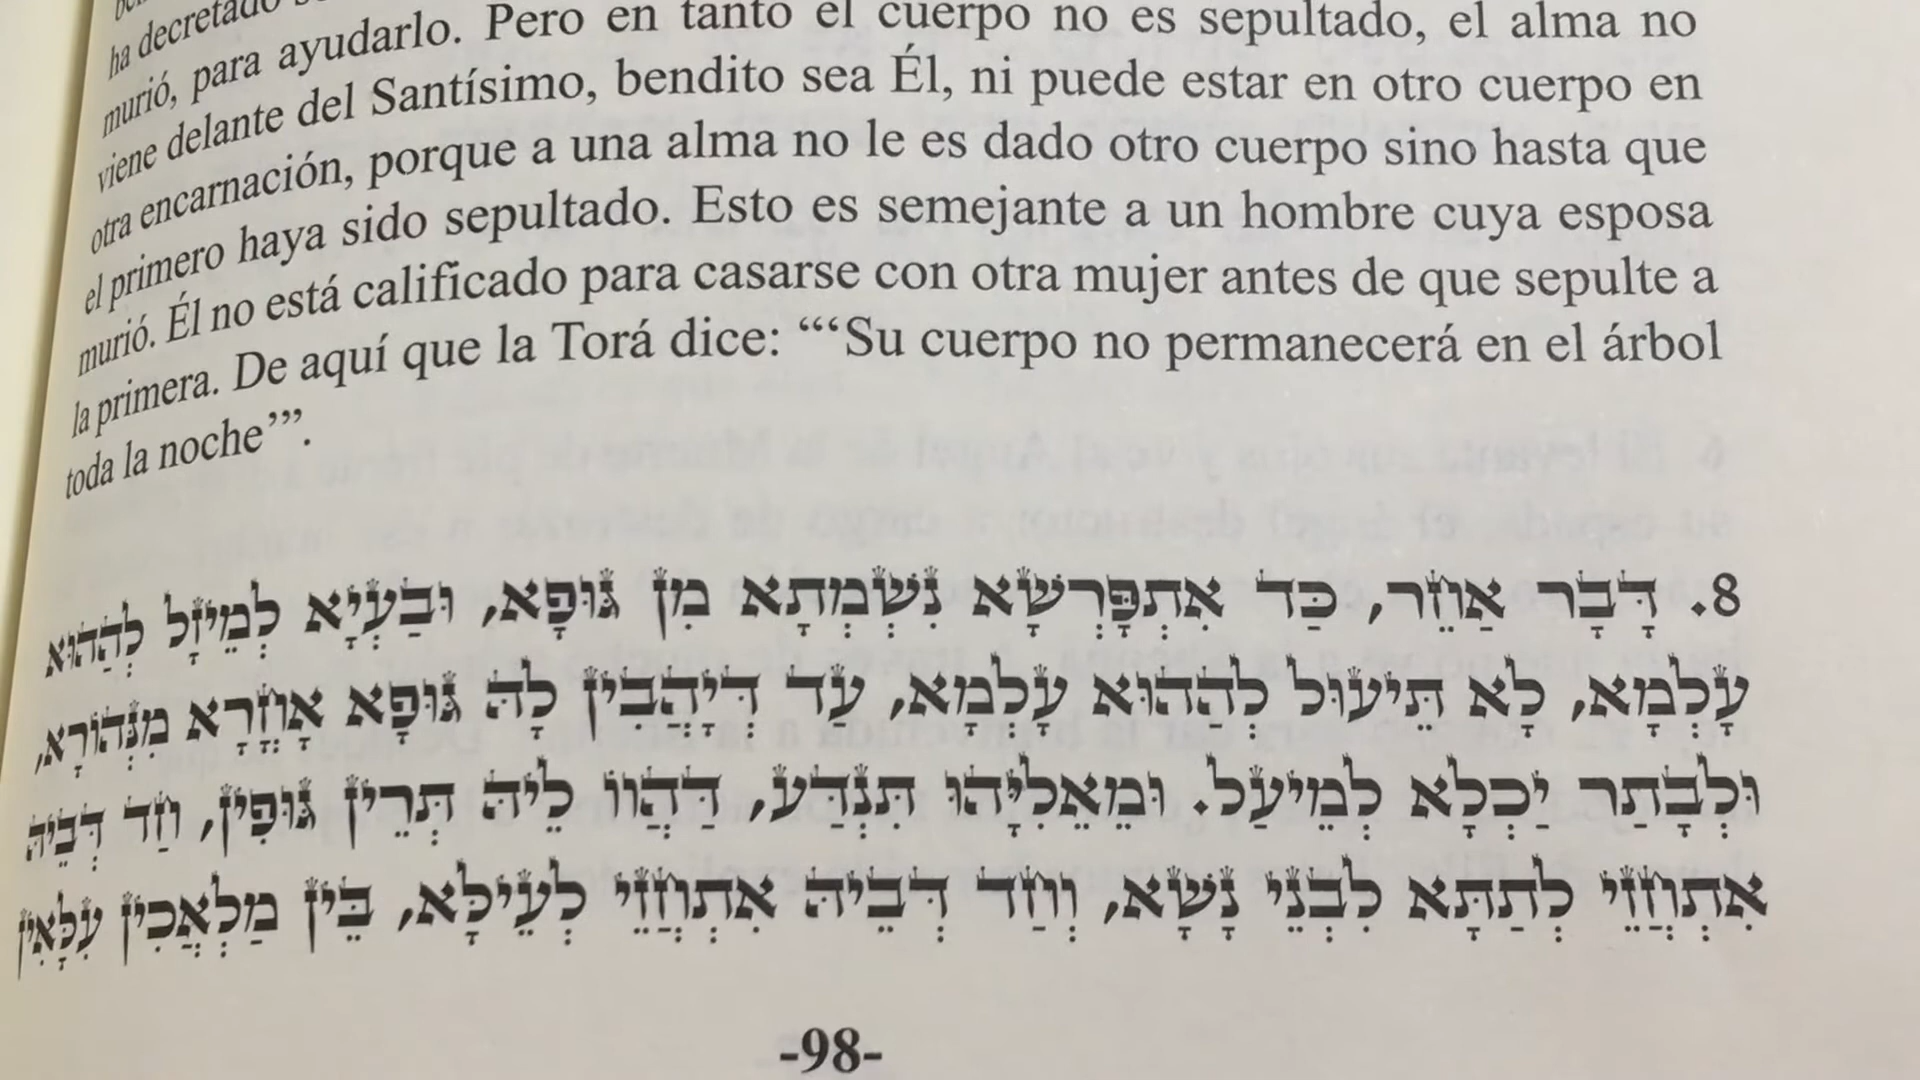 ha decretado
murió, para ayudarlo. Pero en tanto el cuerpo no es sepultado, el alma no
viene delante del Santísimo, bendito sea Él, ni puede estar en otro cuerpo en
otra encarnación, porque a una alma no le es dado otro cuerpo sino hasta que
el primero haya sido sepultado. Esto es semejante a un hombre cuya esposa
murió. Él no está calificado para casarse con otra mujer antes de que sepulte a
la primera. De aquí que la Torá dice: “‘Su cuerpo no permanecerá en el árbol
toda la noche’”.
8. דָּבָר אַחֵר, כַּד אִתְפָּרְשָׁא נִשְׁמְתָא מִן גּוּפָא, וּבַעְיָא לְמֵיזָל לְהַהוּא
עָלְמָא, לָא תֵּיעוּל לְהַהוּא עָלְמָא, עַד דְּיָהֲבִין לָהּ גּוּפָא אָחֳרָא מִנְּהוֹרָא,
וּלְבָתַר יַכְלָא לְמֵיעַל. וּמֵאֵלִיָּהוּ תִּנְדַּע, דַּהֲווֹ לֵיהּ תְּרֵין גּוּפִין, חַד דְּבֵיהּ
אִתְחֲזֵי לְתַתָּא לִבְנֵי נָשָׁא, וְחַד דְּבֵיהּ אִתְחֲזֵי לְעֵילָּא, בֵּין מַלְאֲכִין עִלָּאִין
-98-